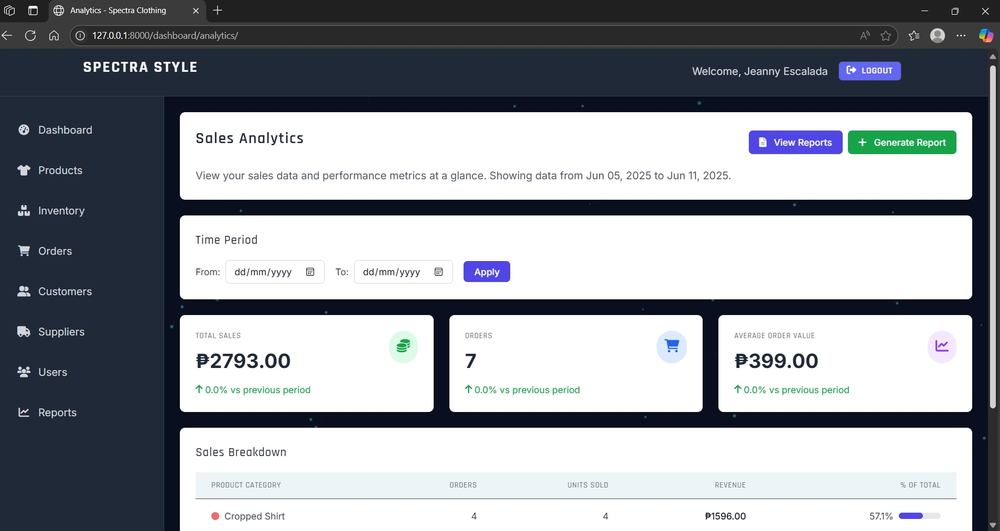 Analytics - Spectra Clothing
127.0.0.1:8000/dashboard/analytics/
SPECTRA STYLE
Welcome, Jeanny Escalada
LOGOUT
Dashboard
Products
Inventory
Orders
Customers
Suppliers
Users
Reports
Sales Analytics
View Reports
Generate Report
View your sales data and performance metrics at a glance. Showing data from Jun 05, 2025 to Jun 11, 2025.
Time Period
From: dd/mm/yyyy To: dd/mm/yyyy Apply
TOTAL SALES
₱2793.00
0.0% vs previous period
ORDERS
7
0.0% vs previous period
AVERAGE ORDER VALUE
₱399.00
0.0% vs previous period
Sales Breakdown
PRODUCT CATEGORY ORDERS UNITS SOLD REVENUE % OF TOTAL
Cropped Shirt 4 4 ₱1596.00 57.1%